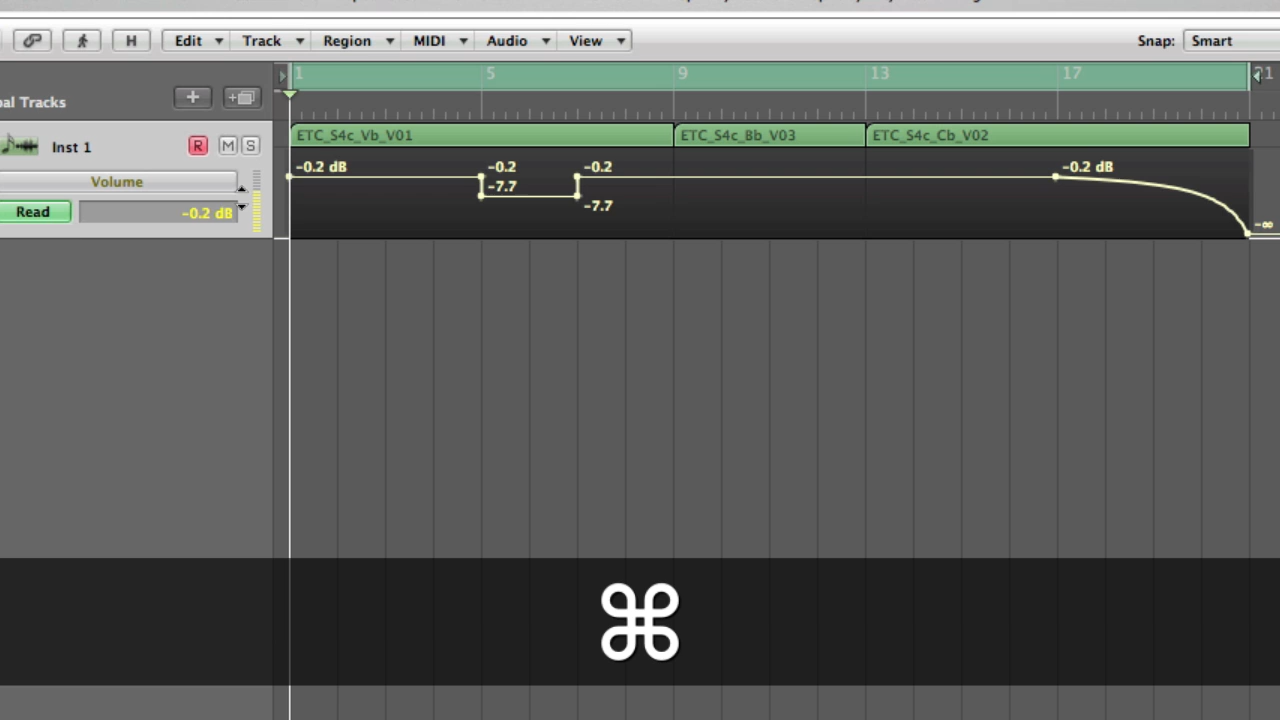 H Edit Track Region MIDI Audio View Snap: Smart
1 5 9 13 17 21
bal Tracks
ETC_S4c_Vb_V01 ETC_S4c_Bb_V03 ETC_S4c_Cb_V02
Inst 1 R M S
-0.2 dB -0.2 -0.2 -0.2 dB
Volume -7.7
Read -0.2 dB -7.7
-∞
⌘